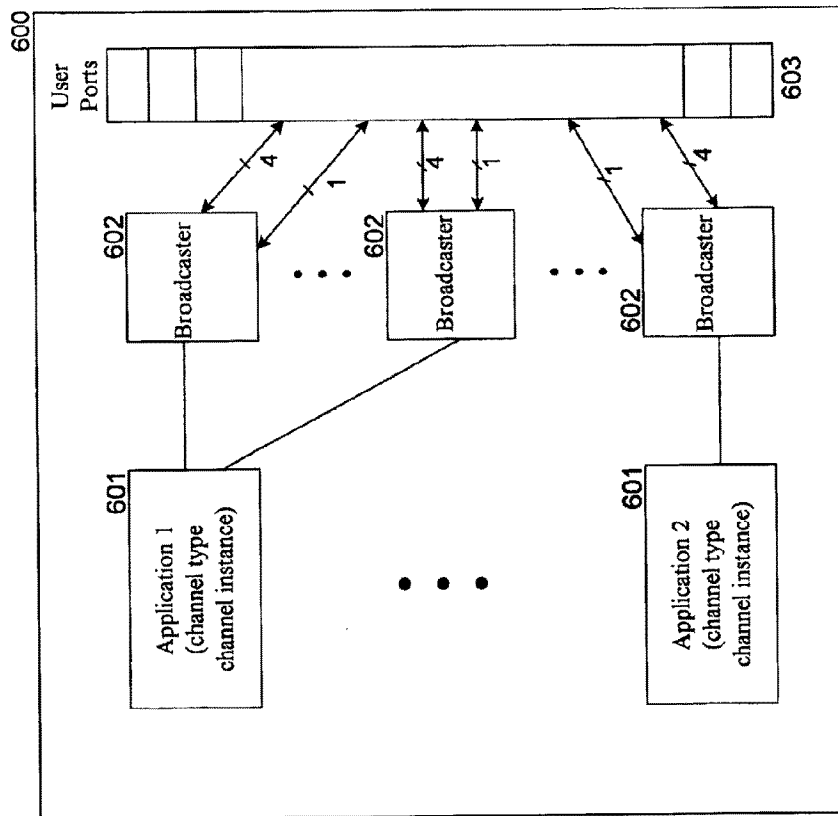 600
User
Ports
603
4
1
4
1
1
4
602
Broadcaster
602
Broadcaster
602
Broadcaster
601
Application 1
(channel type
channel instance)
601
Application 2
(channel type
channel instance)